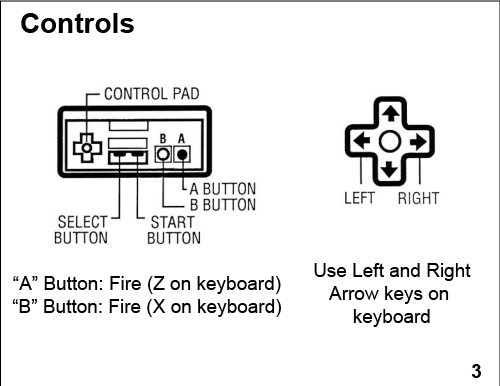 Controls
CONTROL PAD
B A
A BUTTON
B BUTTON
SELECT
BUTTON
START
BUTTON
LEFT
RIGHT
“A” Button: Fire (Z on keyboard)
“B” Button: Fire (X on keyboard)
Use Left and Right
Arrow keys on
keyboard
3